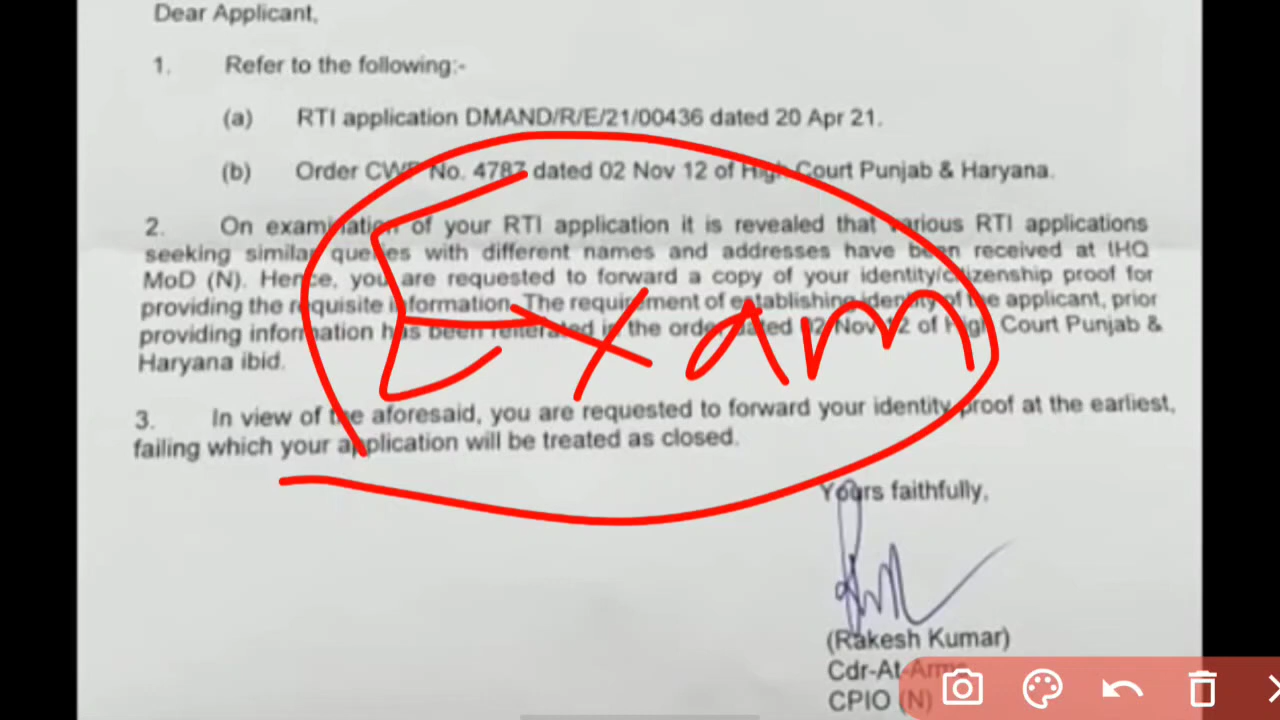 Dear Applicant,
1. Refer to the following:-
(a) RTI application DMAND/R/E/21/00436 dated 20 Apr 21.
(b) Order CWP No. 4787 dated 02 Nov 12 of High Court Punjab & Haryana.
2. On examination of your RTI application it is revealed that various RTI applications
seeking similar queries with different names and addresses have been received at IHQ
MoD (N). Hence, you are requested to forward a copy of your identity/citizenship proof for
providing the requisite information. The requirement of establishing identity of the applicant, prior
providing information has been reiterated in the order dated 02 Nov 12 of High Court Punjab &
Haryana ibid.
Exam
3. In view of the aforesaid, you are requested to forward your identity proof at the earliest,
failing which your application will be treated as closed.
Yours faithfully,
(Rakesh Kumar)
Cdr-At-Arms
CPIO (N)